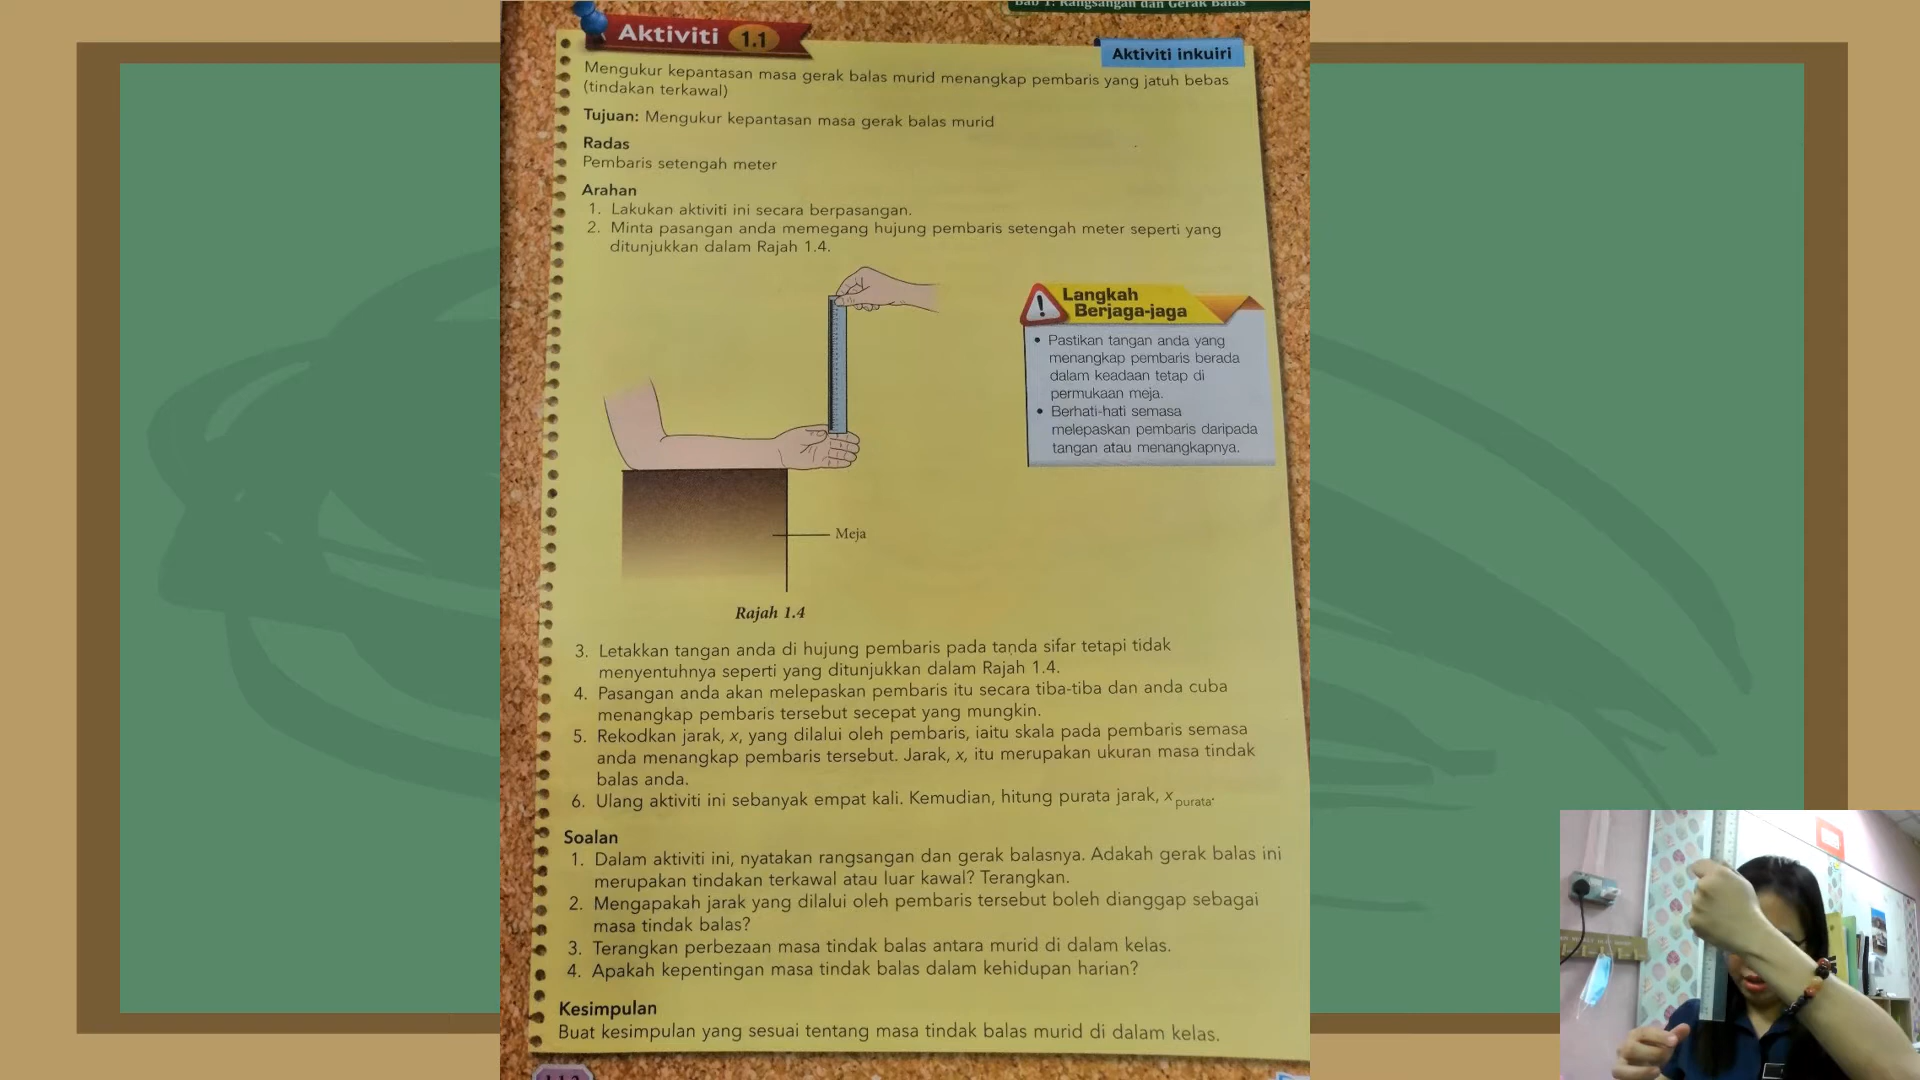 Bab 1: Rangsangan dan Gerak Balas
Aktiviti 1.1
Aktiviti inkuiri
Mengukur kepantasan masa gerak balas murid menangkap pembaris yang jatuh bebas
(tindakan terkawal)
Tujuan: Mengukur kepantasan masa gerak balas murid
Radas
Pembaris setengah meter
Arahan
1. Lakukan aktiviti ini secara berpasangan.
2. Minta pasangan anda memegang hujung pembaris setengah meter seperti yang
ditunjukkan dalam Rajah 1.4.
Langkah
Berjaga-jaga
• Pastikan tangan anda yang
menangkap pembaris berada
dalam keadaan tetap di
permukaan meja.
• Berhati-hati semasa
melepaskan pembaris daripada
tangan atau menangkapnya.
Meja
Rajah 1.4
3. Letakkan tangan anda di hujung pembaris pada tanda sifar tetapi tidak
menyentuhnya seperti yang ditunjukkan dalam Rajah 1.4.
4. Pasangan anda akan melepaskan pembaris itu secara tiba-tiba dan anda cuba
menangkap pembaris tersebut secepat yang mungkin.
5. Rekodkan jarak, x, yang dilalui oleh pembaris, iaitu skala pada pembaris semasa
anda menangkap pembaris tersebut. Jarak, x, itu merupakan ukuran masa tindak
balas anda.
6. Ulang aktiviti ini sebanyak empat kali. Kemudian, hitung purata jarak, x purata.
Soalan
1. Dalam aktiviti ini, nyatakan rangsangan dan gerak balasnya. Adakah gerak balas ini
merupakan tindakan terkawal atau luar kawal? Terangkan.
2. Mengapakah jarak yang dilalui oleh pembaris tersebut boleh dianggap sebagai
masa tindak balas?
3. Terangkan perbezaan masa tindak balas antara murid di dalam kelas.
4. Apakah kepentingan masa tindak balas dalam kehidupan harian?
Kesimpulan
Buat kesimpulan yang sesuai tentang masa tindak balas murid di dalam kelas.